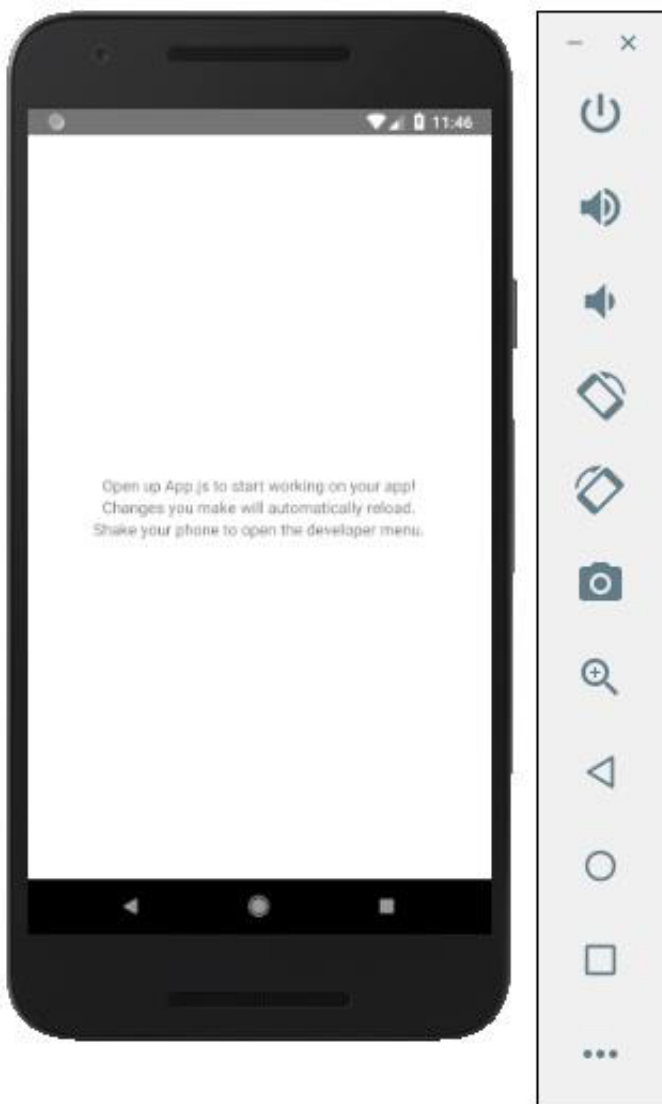 11:46
Open up App.js to start working on your app!
Changes you make will automatically reload.
Shake your phone to open the developer menu.